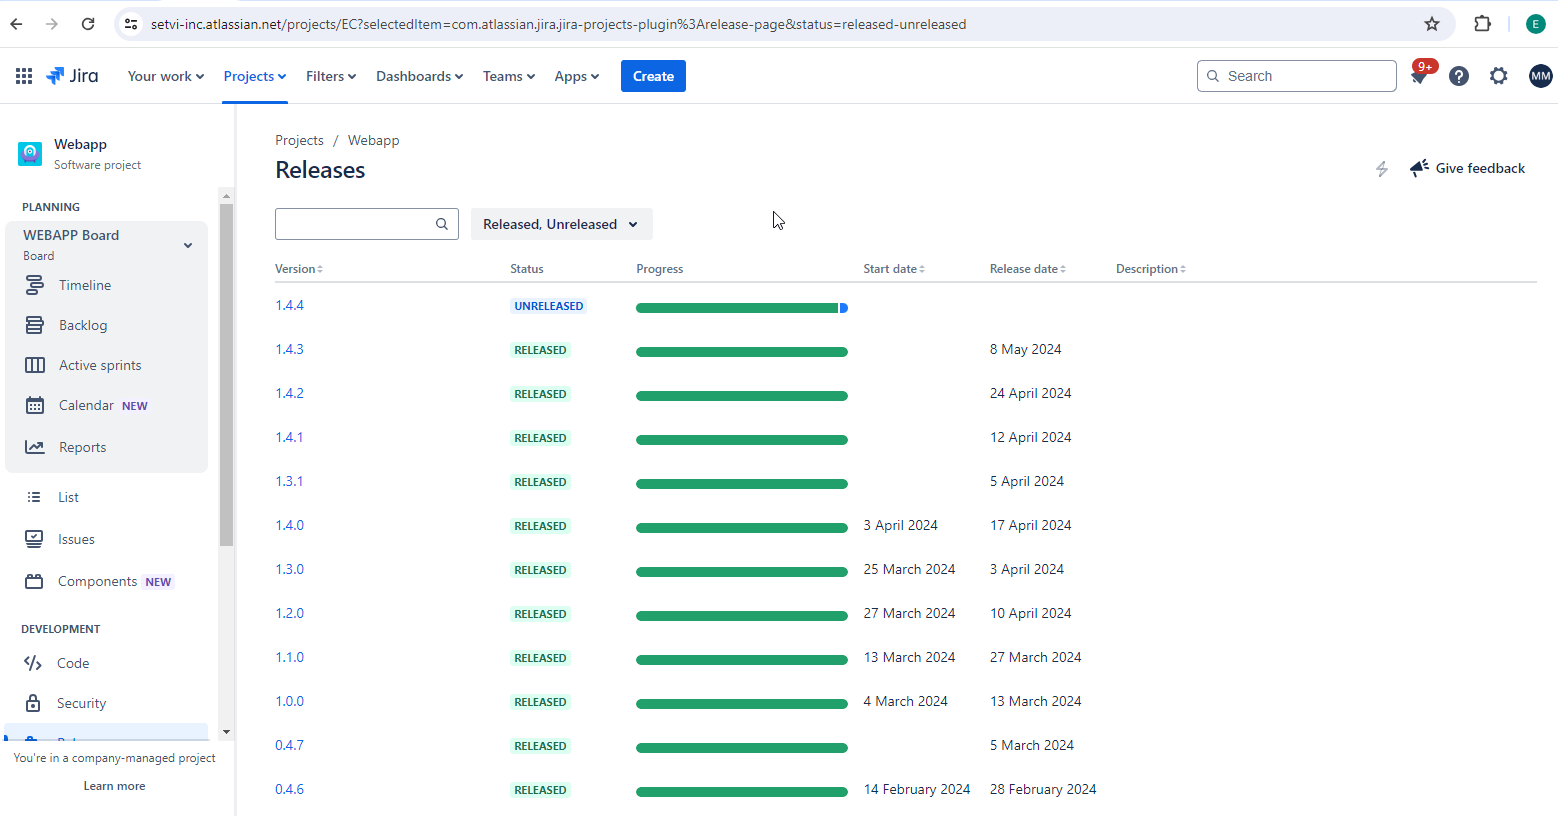 setvi-inc.atlassian.net/projects/EC?selectedItem=com.atlassian.jira.jira-projects-plugin%3Arelease-page&status=released-unreleased
E
Jira
Your work
Projects
Filters
Dashboards
Teams
Apps
Create
Search
9+
?
MM
Webapp
Software project
PLANNING
WEBAPP Board
Board
Timeline
Backlog
Active sprints
Calendar NEW
Reports
List
Issues
Components NEW
DEVELOPMENT
Code
Security
You're in a company-managed project
Learn more
Projects / Webapp
Releases
Give feedback
Released, Unreleased
Version Status Progress Start date Release date Description
1.4.4 UNRELEASED
1.4.3 RELEASED 8 May 2024
1.4.2 RELEASED 24 April 2024
1.4.1 RELEASED 12 April 2024
1.3.1 RELEASED 5 April 2024
1.4.0 RELEASED 3 April 2024 17 April 2024
1.3.0 RELEASED 25 March 2024 3 April 2024
1.2.0 RELEASED 27 March 2024 10 April 2024
1.1.0 RELEASED 13 March 2024 27 March 2024
1.0.0 RELEASED 4 March 2024 13 March 2024
0.4.7 RELEASED 5 March 2024
0.4.6 RELEASED 14 February 2024 28 February 2024